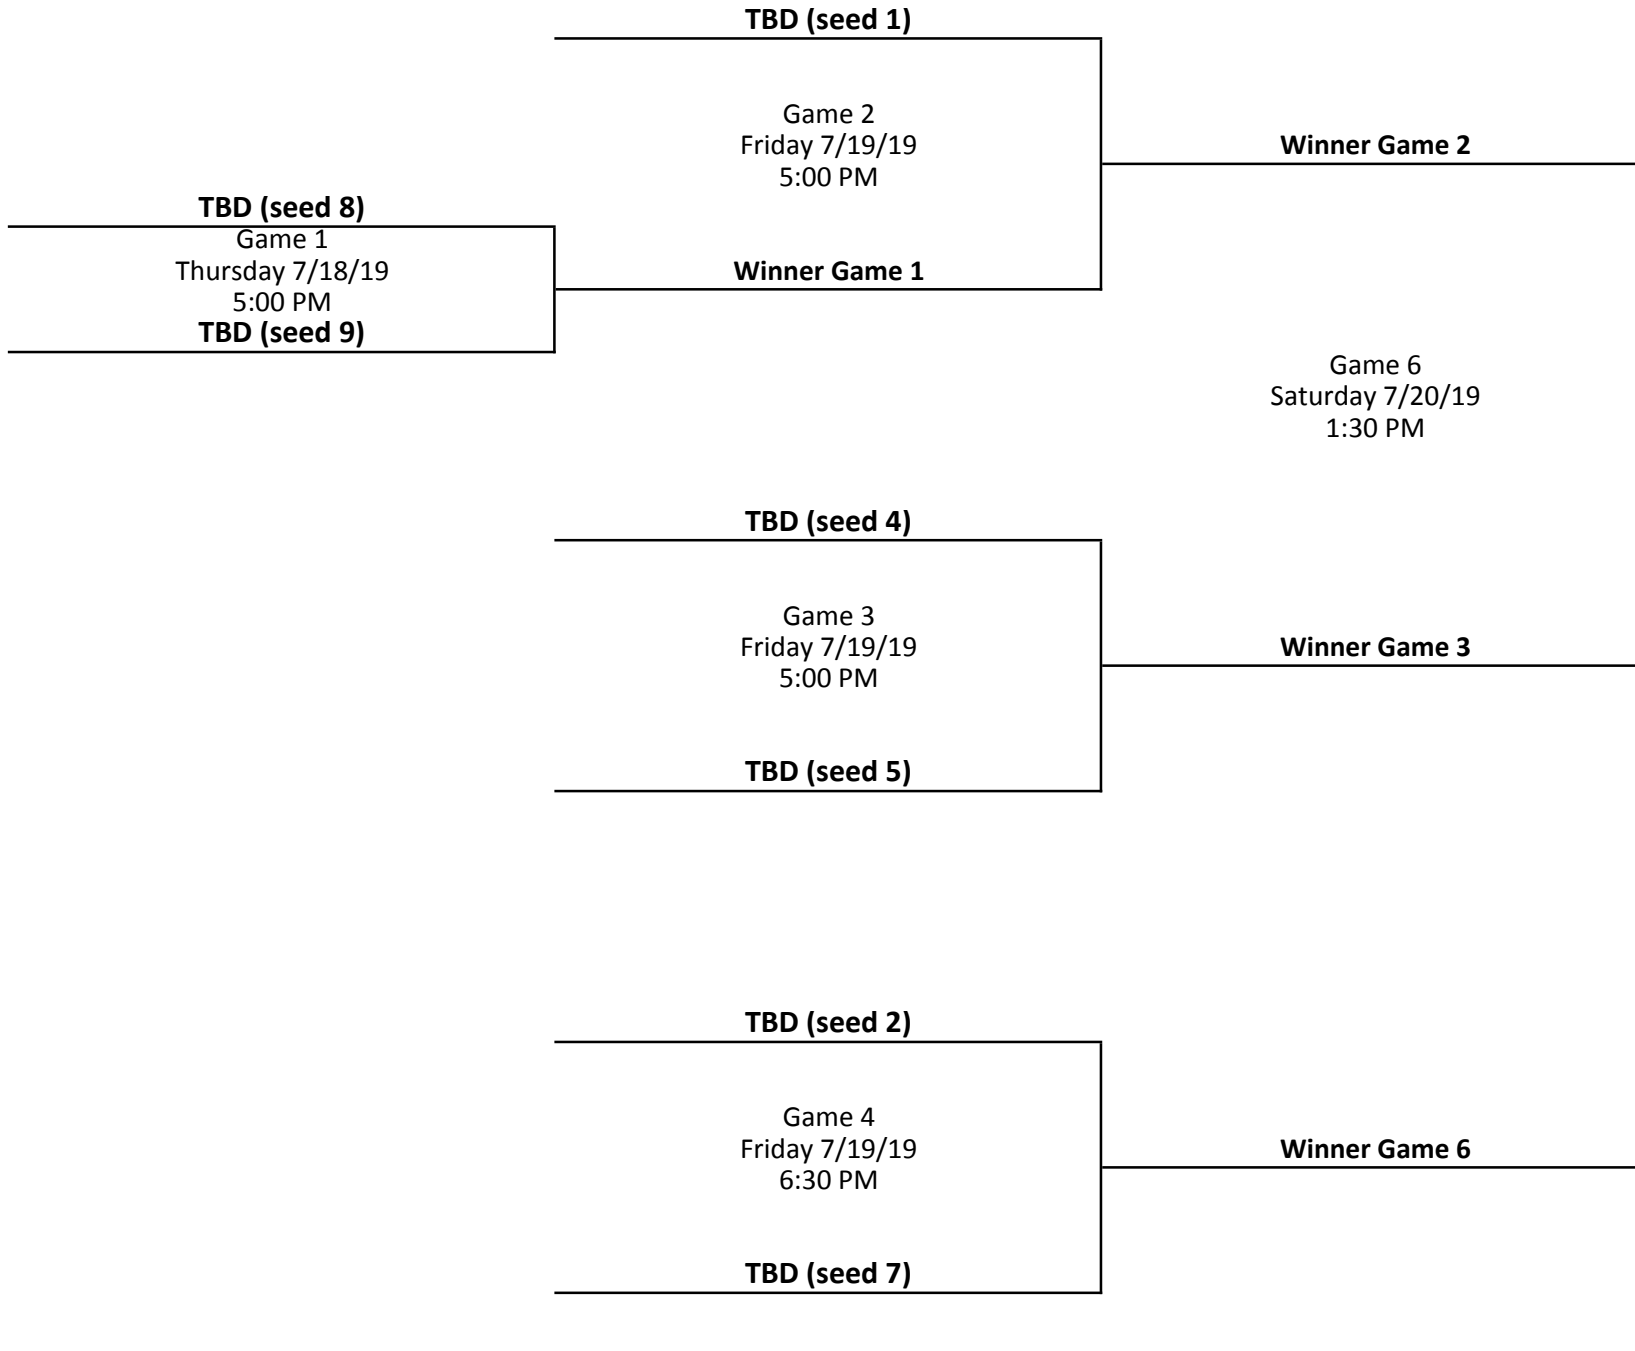 TBD (seed 1)
Game 2
Friday 7/19/19
5:00 PM
Winner Game 2
TBD (seed 8)
Game 1
Thursday 7/18/19
5:00 PM
TBD (seed 9)
Winner Game 1
Game 6
Saturday 7/20/19
1:30 PM
TBD (seed 4)
Game 3
Friday 7/19/19
5:00 PM
Winner Game 3
TBD (seed 5)
TBD (seed 2)
Game 4
Friday 7/19/19
6:30 PM
Winner Game 6
TBD (seed 7)